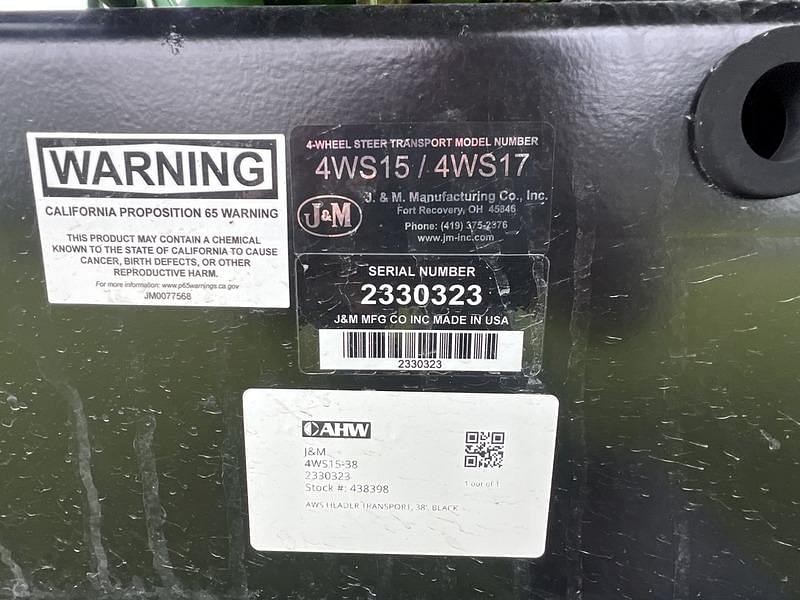 WARNING
CALIFORNIA PROPOSITION 65 WARNING
THIS PRODUCT MAY CONTAIN A CHEMICAL
KNOWN TO THE STATE OF CALIFORNIA TO CAUSE
CANCER, BIRTH DEFECTS, OR OTHER
REPRODUCTIVE HARM.
For more information: www.p65warnings.ca.gov
JM0077568
4-WHEEL STEER TRANSPORT MODEL NUMBER
4WS15 / 4WS17
J&M
J. & M. Manufacturing Co., Inc.
Fort Recovery, OH 45846
Phone: (419) 375-2376
www.jm-inc.com
SERIAL NUMBER
2330323
J&M MFG CO INC MADE IN USA
2330323
AHW
J&M
4WS15-38
2330323
Stock #: 438398
1 out of 1
AWS HEADER TRANSPORT, 38', BLACK